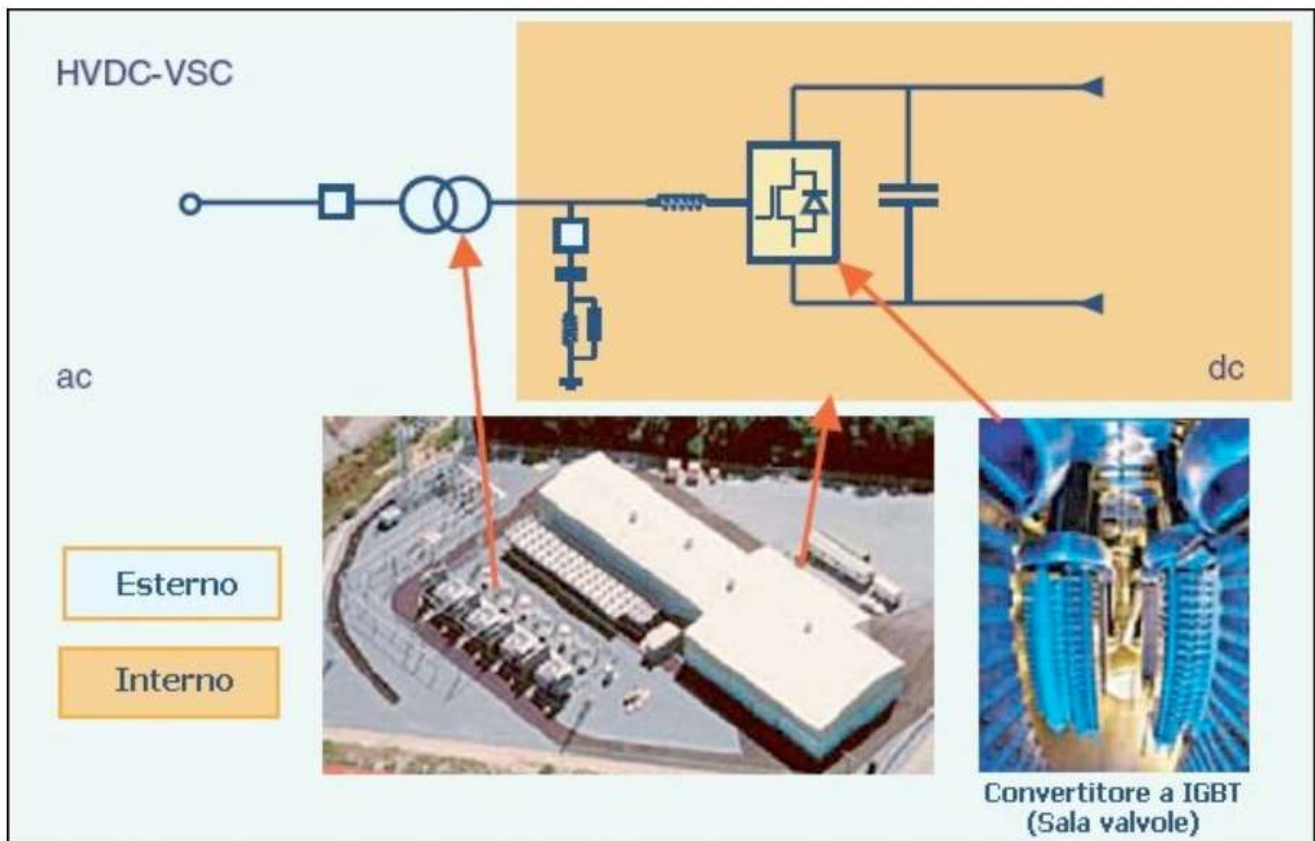 HVDC-VSC
ac
dc
Esterno
Interno
Convertitore a IGBT
(Sala valvole)